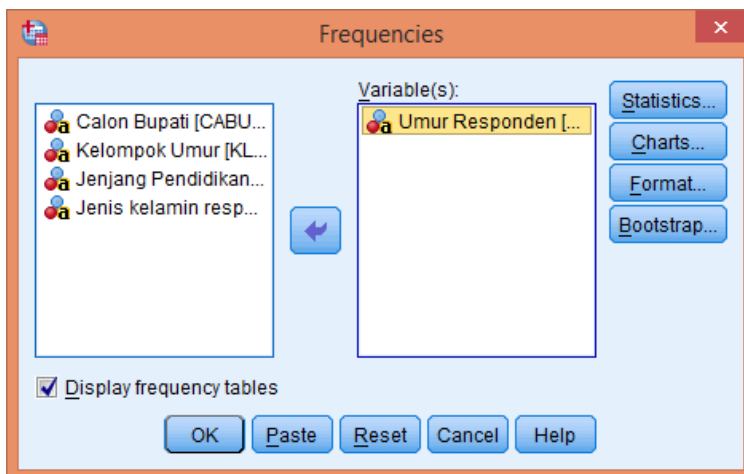 Frequencies
Variable(s):
Calon Bupati [CABU...
Kelompok Umur [KL...
Jenjang Pendidikan...
Jenis kelamin resp...
Umur Responden [...
Statistics...
Charts...
Format...
Bootstrap...
Display frequency tables
OK
Paste
Reset
Cancel
Help